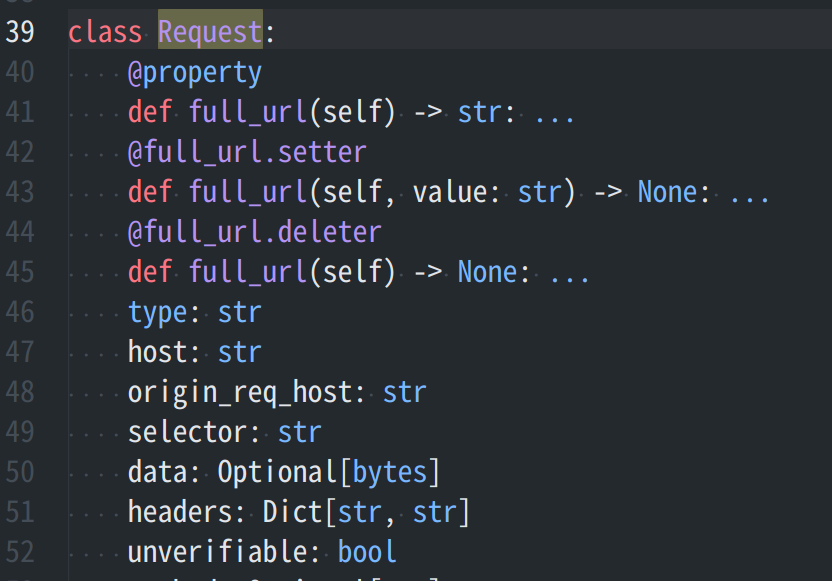 39 class Request:
40 @property
41 def full_url(self) -> str: ...
42 @full_url.setter
43 def full_url(self, value: str) -> None: ...
44 @full_url.deleter
45 def full_url(self) -> None: ...
46 type: str
47 host: str
48 origin_req_host: str
49 selector: str
50 data: Optional[bytes]
51 headers: Dict[str, str]
52 unverifiable: bool